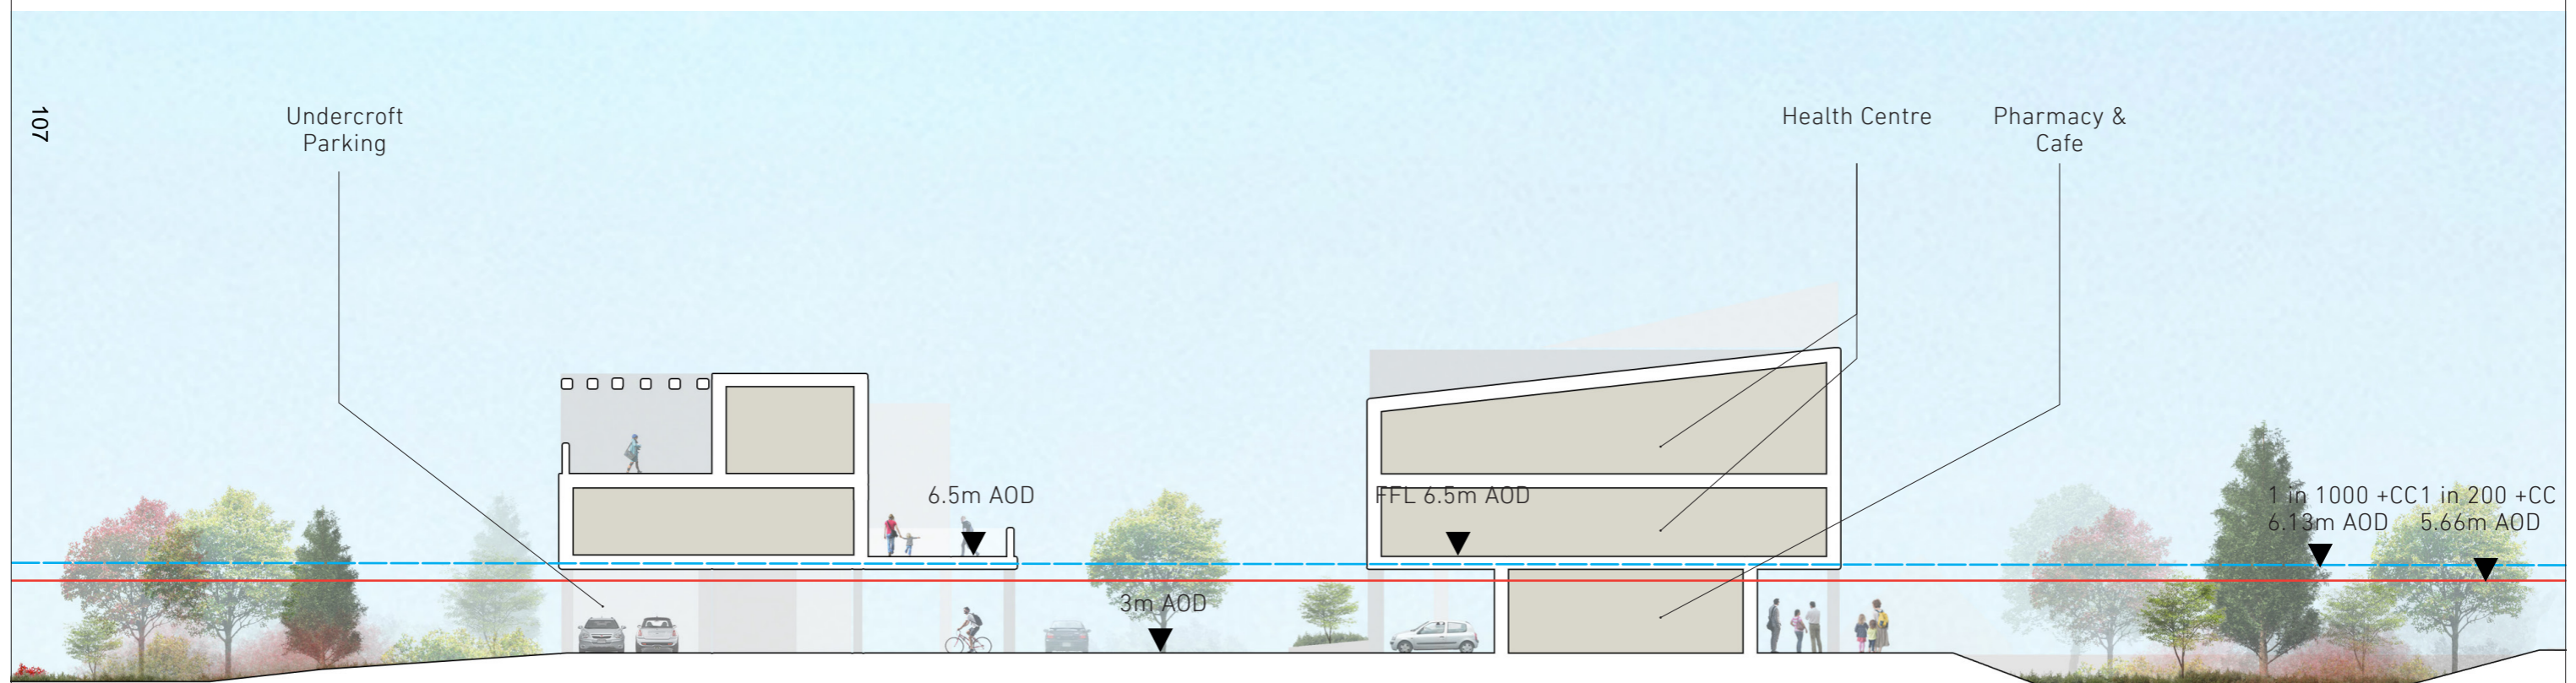 107
Undercroft
Parking
Health Centre
Pharmacy &
Cafe
6.5m AOD
FFL 6.5m AOD
1 in 1000 +CC
6.13m AOD
1 in 200 +CC
5.66m AOD
3m AOD